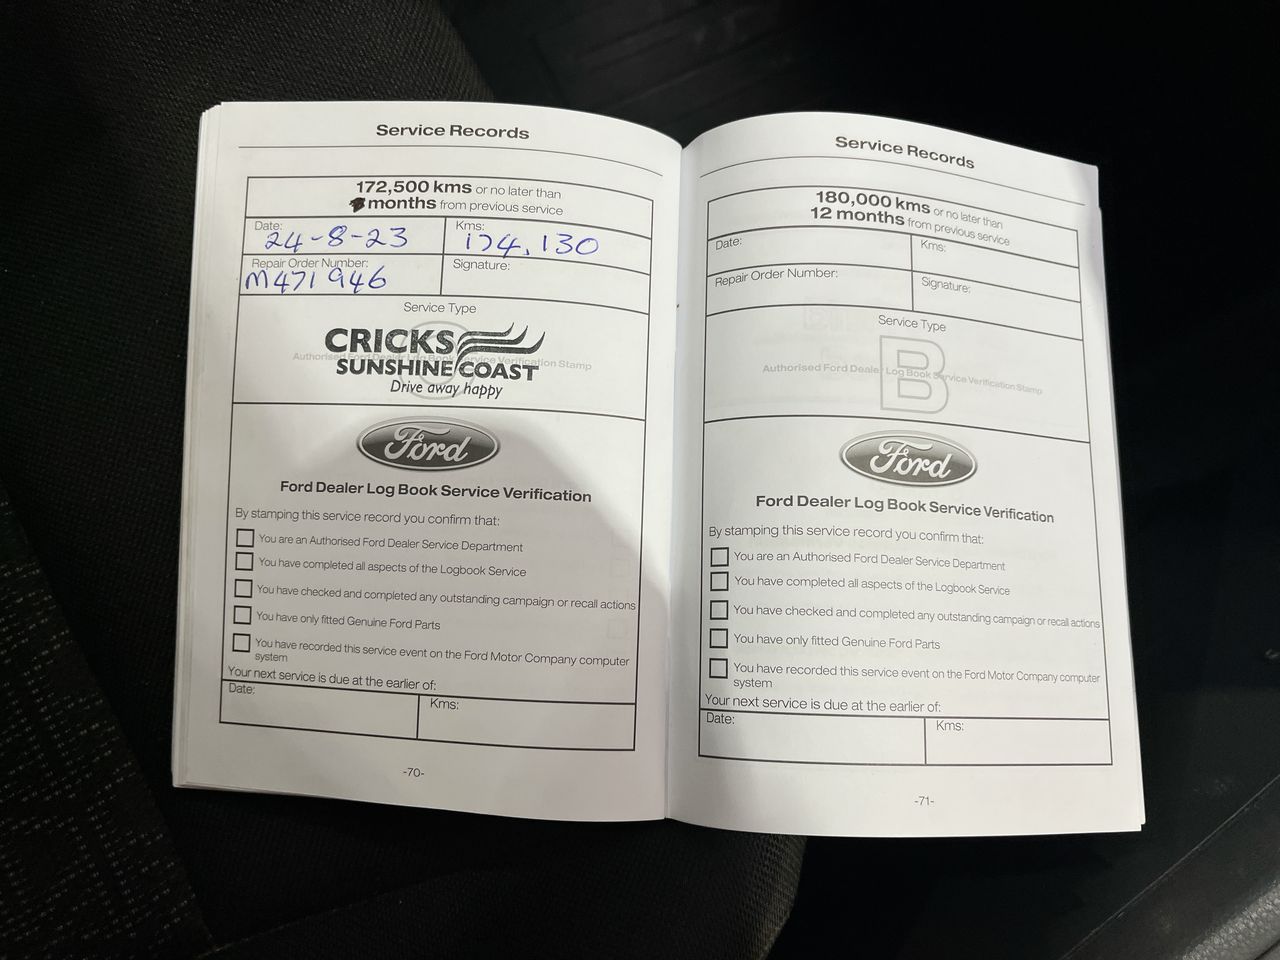 Service Records
172,500 kms or no later than
months from previous service
Date:
24-8-23
Kms:
174,130
Repair Order Number:
M471946
Signature:
Service Type
CRICKS
SUNSHINE COAST
Drive away happy
Authorised Ford Dealer Log Book Service Verification Stamp
Ford
Ford Dealer Log Book Service Verification
By stamping this service record you confirm that:
You are an Authorised Ford Dealer Service Department
You have completed all aspects of the Logbook Service
You have checked and completed any outstanding campaign or recall actions
You have only fitted Genuine Ford Parts
You have recorded this service event on the Ford Motor Company computer
system
Your next service is due at the earlier of:
Date:
Kms:
-70-
Service Records
180,000 kms or no later than
12 months from previous service
Date:
Kms:
Repair Order Number:
Signature:
Service Type
B
Authorised Ford Dealer Log Book Service Verification Stamp
Ford
Ford Dealer Log Book Service Verification
By stamping this service record you confirm that:
You are an Authorised Ford Dealer Service Department
You have completed all aspects of the Logbook Service
You have checked and completed any outstanding campaign or recall actions
You have only fitted Genuine Ford Parts
You have recorded this service event on the Ford Motor Company computer
system
Your next service is due at the earlier of:
Date:
Kms:
-71-